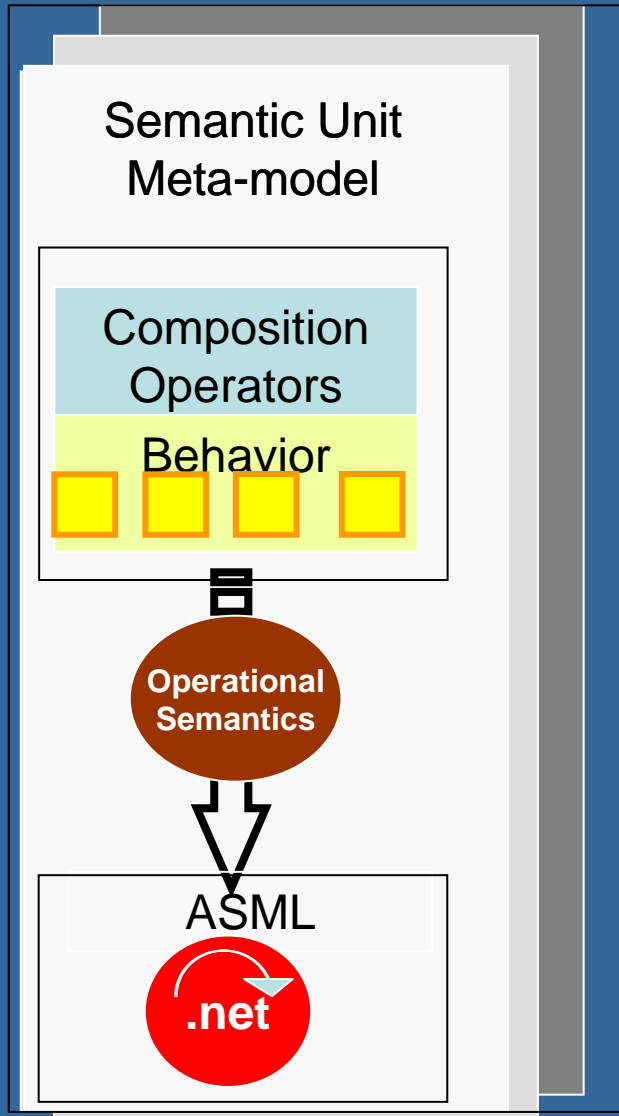 Semantic Unit
Meta-model
Composition
Operators
Behavior
Operational
Semantics
ASML
.net